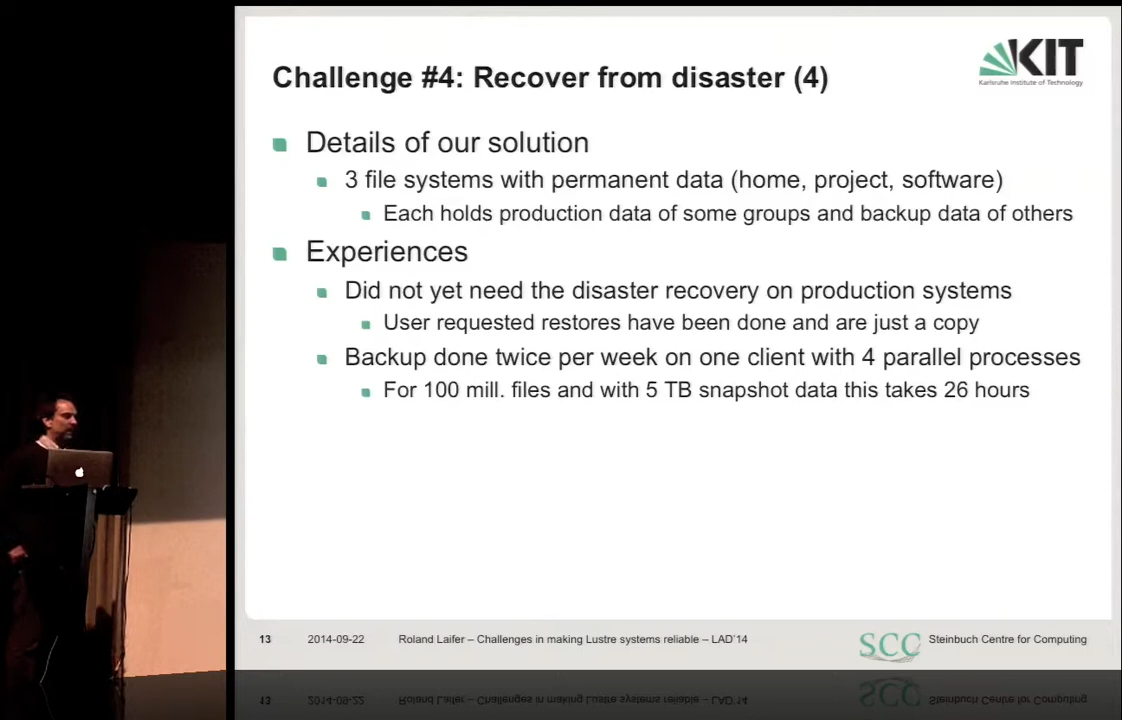 Challenge #4: Recover from disaster (4)
KIT
Karlsruhe Institute of Technology
Details of our solution
3 file systems with permanent data (home, project, software)
Each holds production data of some groups and backup data of others
Experiences
Did not yet need the disaster recovery on production systems
User requested restores have been done and are just a copy
Backup done twice per week on one client with 4 parallel processes
For 100 mill. files and with 5 TB snapshot data this takes 26 hours
13 2014-09-22 Roland Laifer – Challenges in making Lustre systems reliable – LAD'14 SCC Steinbuch Centre for Computing